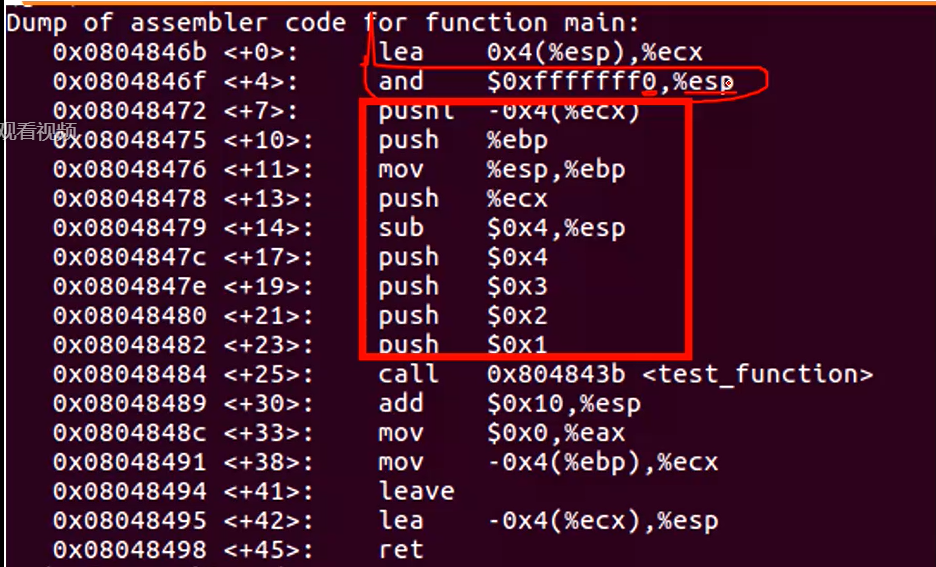 Dump of assembler code for function main:
0x0804846b <+0>: lea 0x4(%esp),%ecx
0x0804846f <+4>: and $0xfffffff0,%esp
0x08048472 <+7>: pushl -0x4(%ecx)
观看视频
0x08048475 <+10>: push %ebp
0x08048476 <+11>: mov %esp,%ebp
0x08048478 <+13>: push %ecx
0x08048479 <+14>: sub $0x4,%esp
0x0804847c <+17>: push $0x4
0x0804847e <+19>: push $0x3
0x08048480 <+21>: push $0x2
0x08048482 <+23>: push $0x1
0x08048484 <+25>: call 0x804843b <test_function>
0x08048489 <+30>: add $0x10,%esp
0x0804848c <+33>: mov $0x0,%eax
0x08048491 <+38>: mov -0x4(%ebp),%ecx
0x08048494 <+41>: leave
0x08048495 <+42>: lea -0x4(%ecx),%esp
0x08048498 <+45>: ret